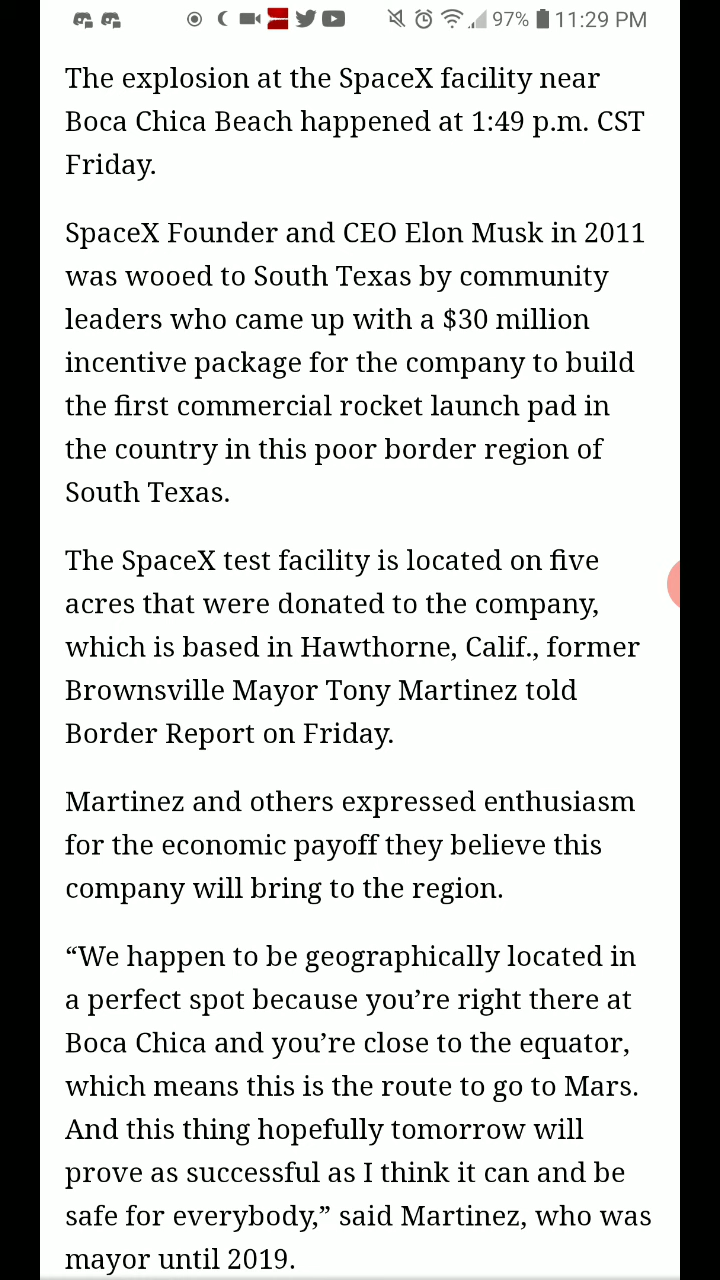 97% 11:29 PM
The explosion at the SpaceX facility near
Boca Chica Beach happened at 1:49 p.m. CST
Friday.
SpaceX Founder and CEO Elon Musk in 2011
was wooed to South Texas by community
leaders who came up with a $30 million
incentive package for the company to build
the first commercial rocket launch pad in
the country in this poor border region of
South Texas.
The SpaceX test facility is located on five
acres that were donated to the company,
which is based in Hawthorne, Calif., former
Brownsville Mayor Tony Martinez told
Border Report on Friday.
Martinez and others expressed enthusiasm
for the economic payoff they believe this
company will bring to the region.
“We happen to be geographically located in
a perfect spot because you’re right there at
Boca Chica and you’re close to the equator,
which means this is the route to go to Mars.
And this thing hopefully tomorrow will
prove as successful as I think it can and be
safe for everybody,” said Martinez, who was
mayor until 2019.